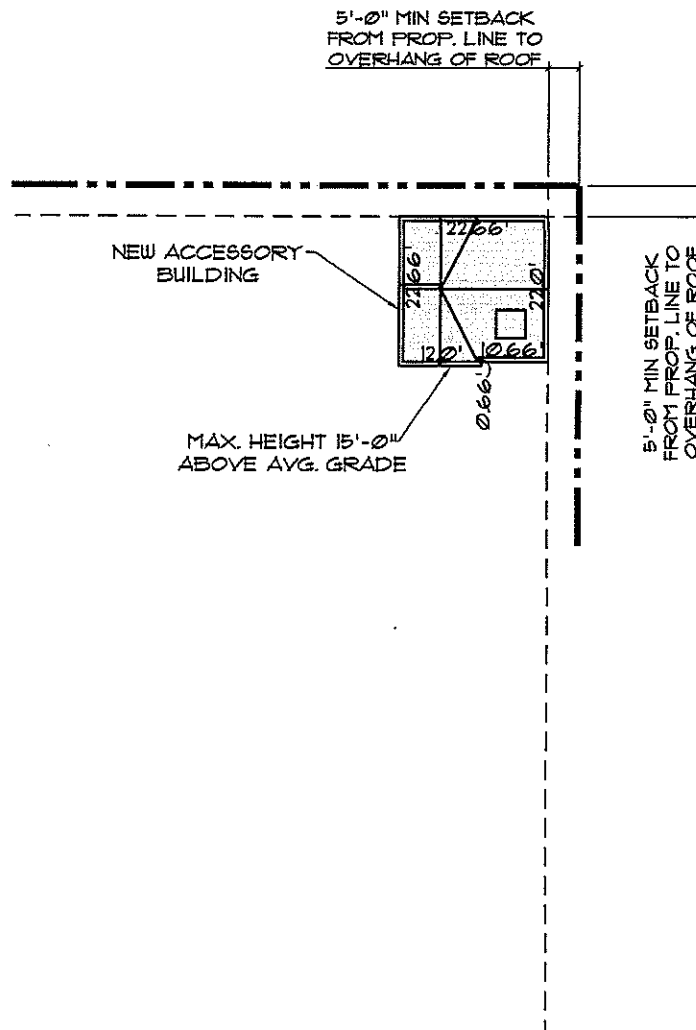 5'-0" MIN SETBACK
FROM PROP. LINE TO
OVERHANG OF ROOF
NEW ACCESSORY
BUILDING
22.66'
22.66'
22.0'
12.0'
10.66'
0.66'
MAX. HEIGHT 15'-0"
ABOVE AVG. GRADE
5'-0" MIN SETBACK
FROM PROP. LINE TO
OVERHANG OF ROOF